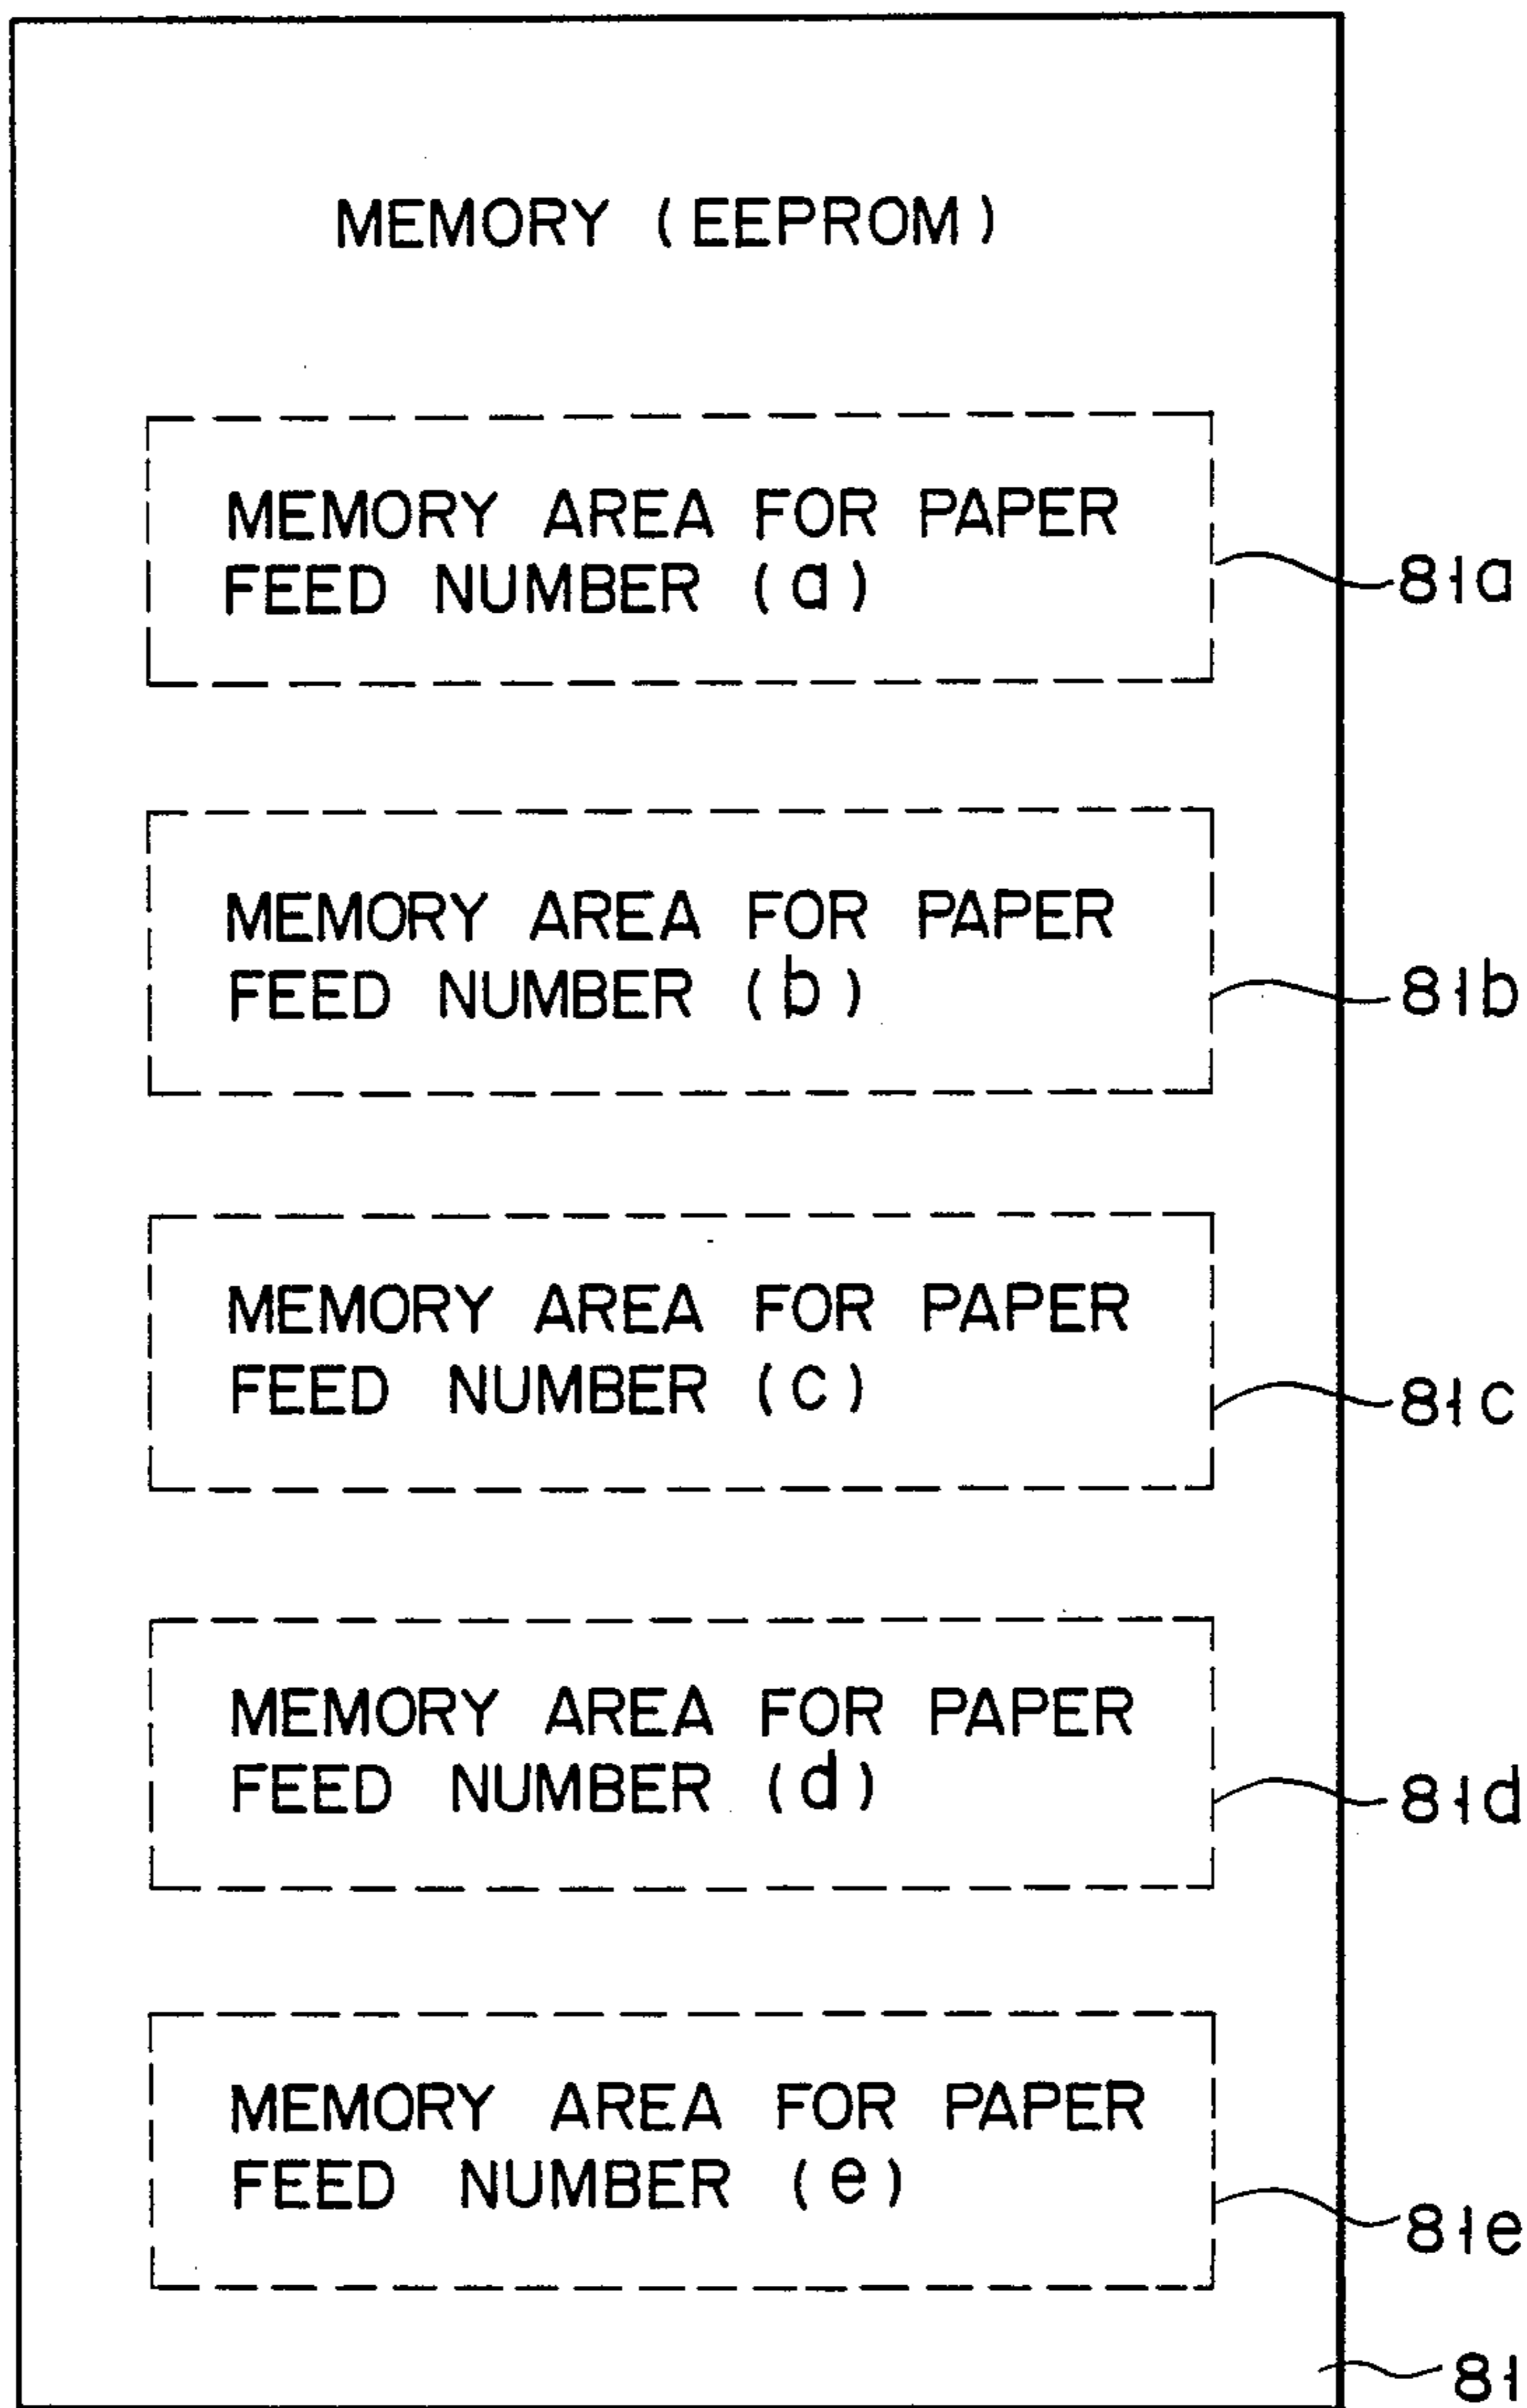 MEMORY (EEPROM)
MEMORY AREA FOR PAPER
FEED NUMBER (a)
81a
MEMORY AREA FOR PAPER
FEED NUMBER (b)
81b
MEMORY AREA FOR PAPER
FEED NUMBER (c)
81c
MEMORY AREA FOR PAPER
FEED NUMBER (d)
81d
MEMORY AREA FOR PAPER
FEED NUMBER (e)
81e
81